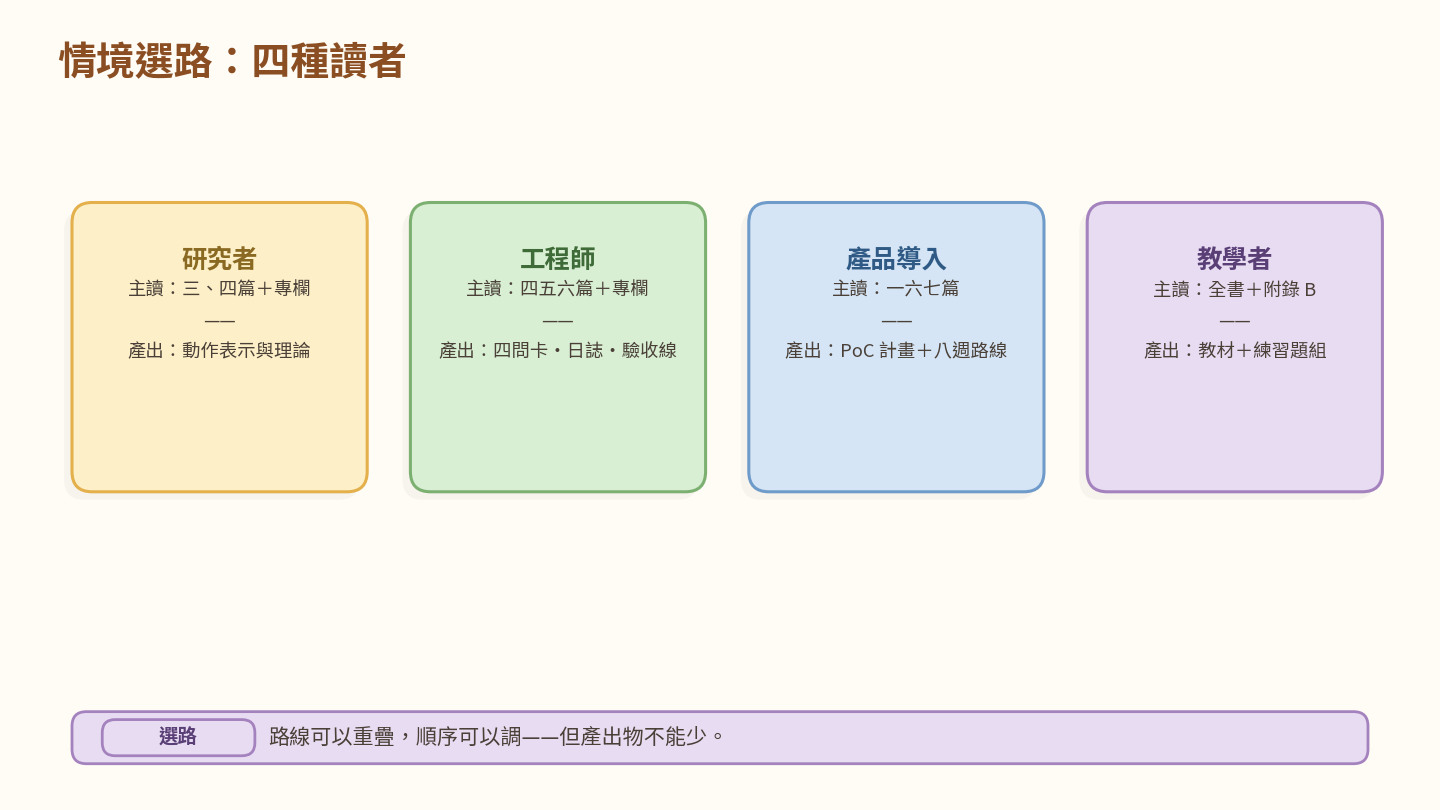 情境選路：四種讀者
研究者
主讀：三、四篇＋專欄
——
產出：動作表示與理論
工程師
主讀：四五六篇＋專欄
——
產出：四問卡・日誌・驗收線
產品導入
主讀：一六七篇
——
產出：PoC 計畫＋八週路線
教學者
主讀：全書＋附錄 B
——
產出：教材＋練習題組
選路
路線可以重疊，順序可以調——但產出物不能少。